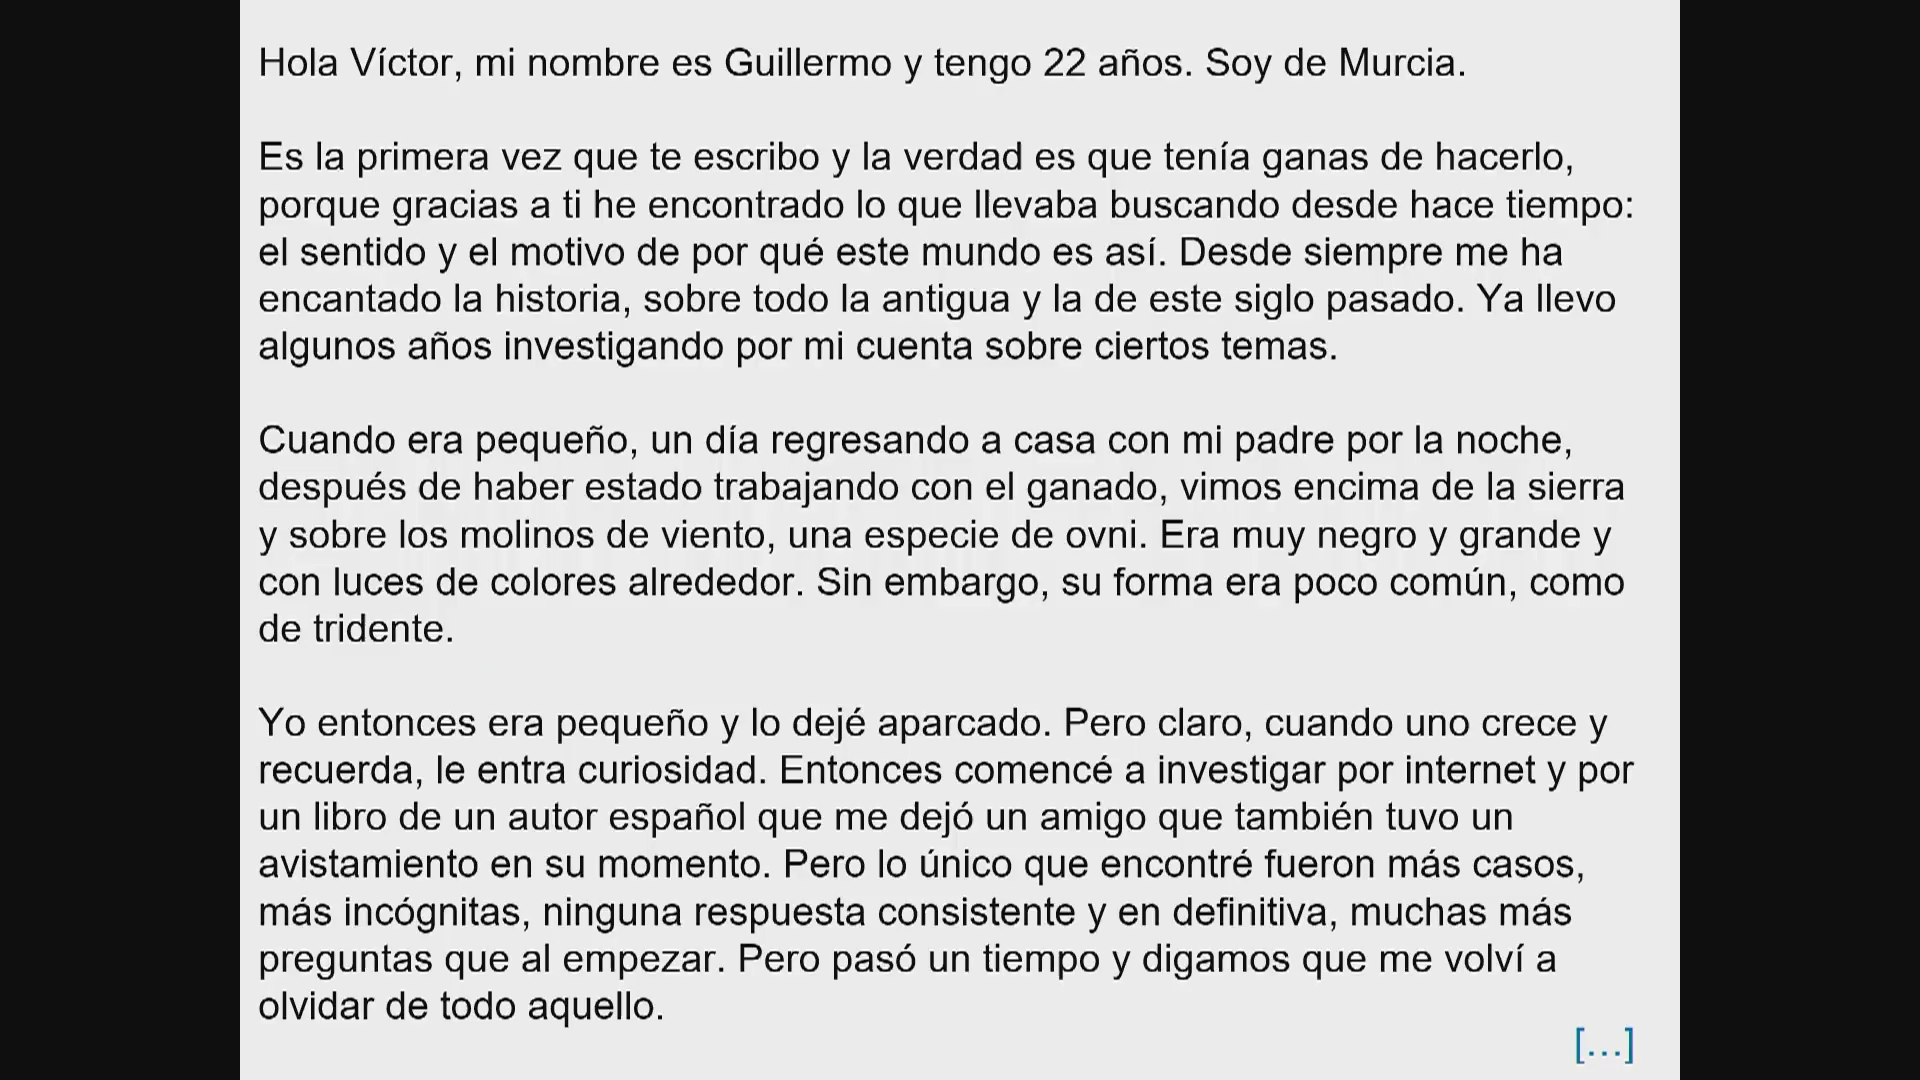 Hola Víctor, mi nombre es Guillermo y tengo 22 años. Soy de Murcia.
Es la primera vez que te escribo y la verdad es que tenía ganas de hacerlo,
porque gracias a ti he encontrado lo que llevaba buscando desde hace tiempo:
el sentido y el motivo de por qué este mundo es así. Desde siempre me ha
encantado la historia, sobre todo la antigua y la de este siglo pasado. Ya llevo
algunos años investigando por mi cuenta sobre ciertos temas.
Cuando era pequeño, un día regresando a casa con mi padre por la noche,
después de haber estado trabajando con el ganado, vimos encima de la sierra
y sobre los molinos de viento, una especie de ovni. Era muy negro y grande y
con luces de colores alrededor. Sin embargo, su forma era poco común, como
de tridente.
Yo entonces era pequeño y lo dejé aparcado. Pero claro, cuando uno crece y
recuerda, le entra curiosidad. Entonces comencé a investigar por internet y por
un libro de un autor español que me dejó un amigo que también tuvo un
avistamiento en su momento. Pero lo único que encontré fueron más casos,
más incógnitas, ninguna respuesta consistente y en definitiva, muchas más
preguntas que al empezar. Pero pasó un tiempo y digamos que me volví a
olvidar de todo aquello.
[...]